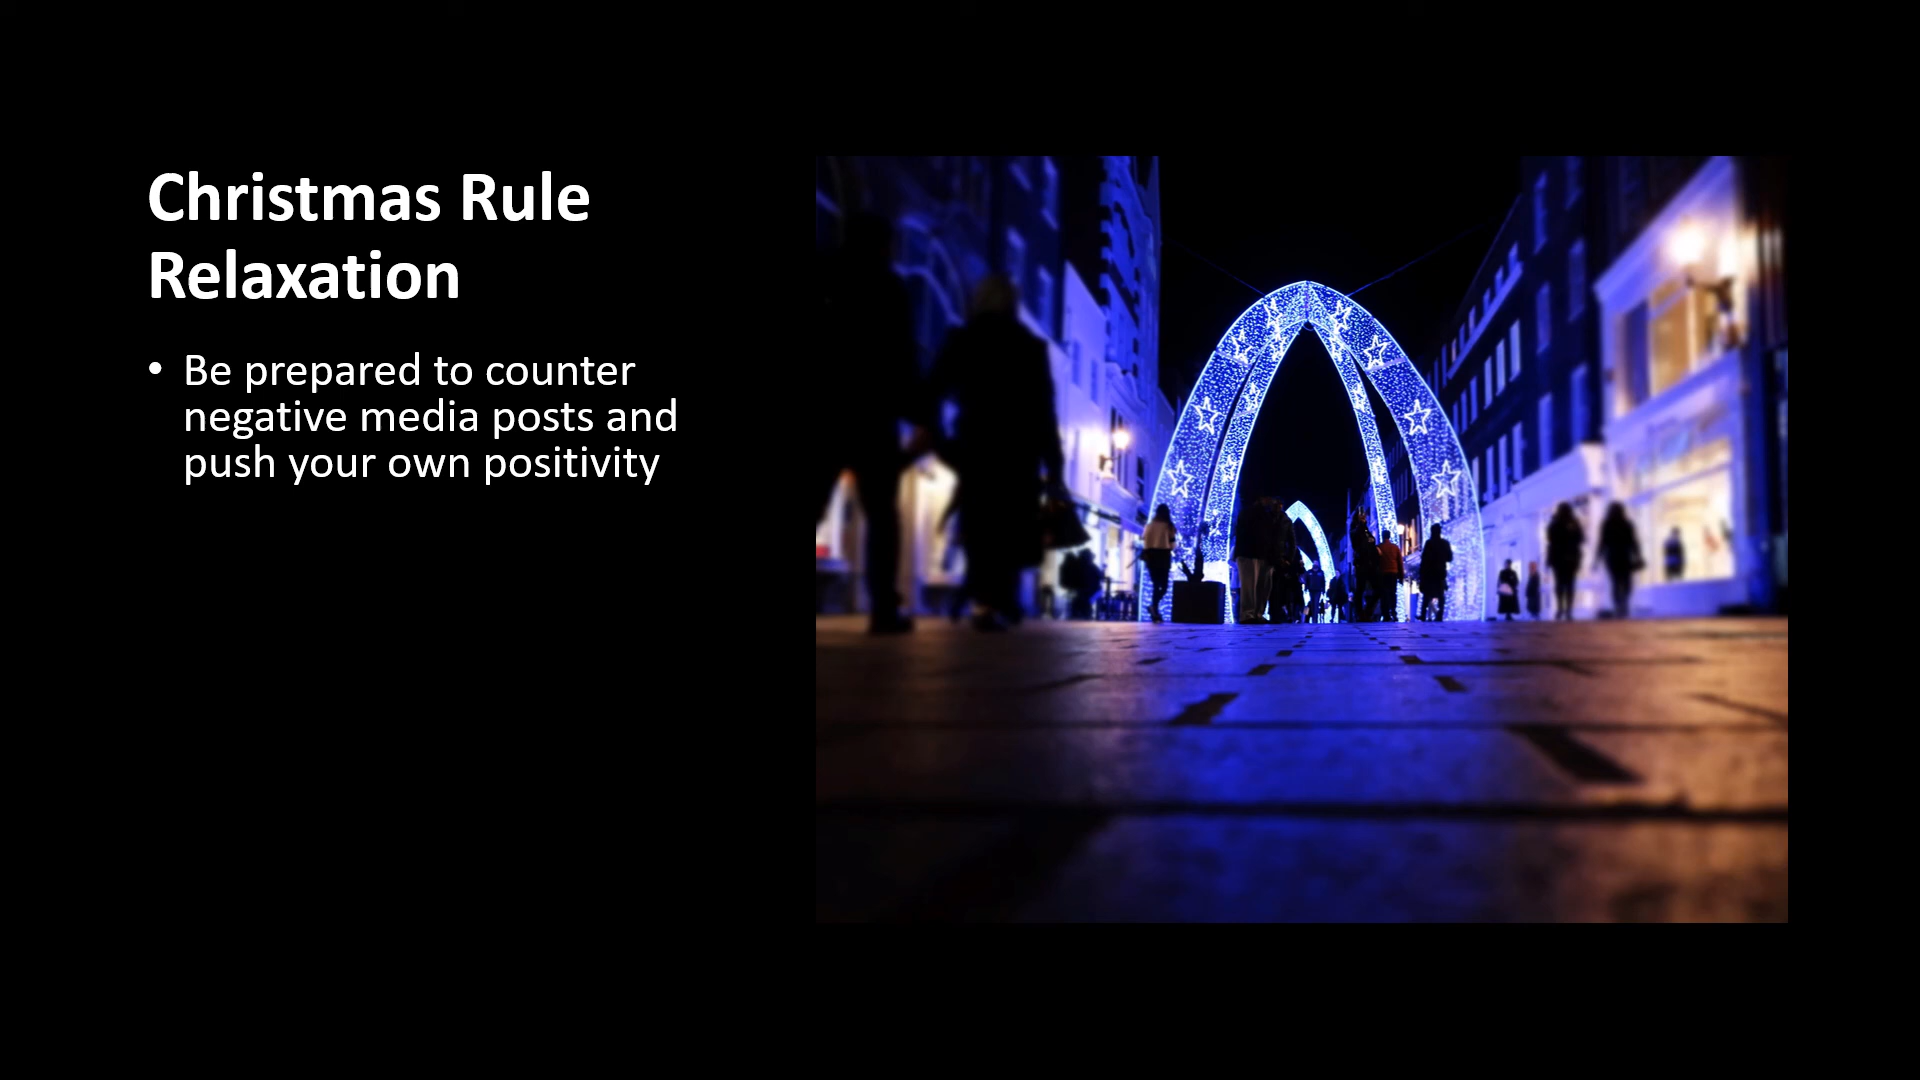 Christmas Rule
Relaxation
• Be prepared to counter
negative media posts and
push your own positivity